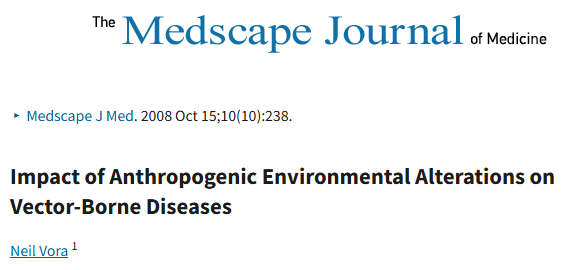 The Medscape Journal of Medicine
▸ Medscape J Med. 2008 Oct 15;10(10):238.
Impact of Anthropogenic Environmental Alterations on
Vector-Borne Diseases
Neil Vora 1